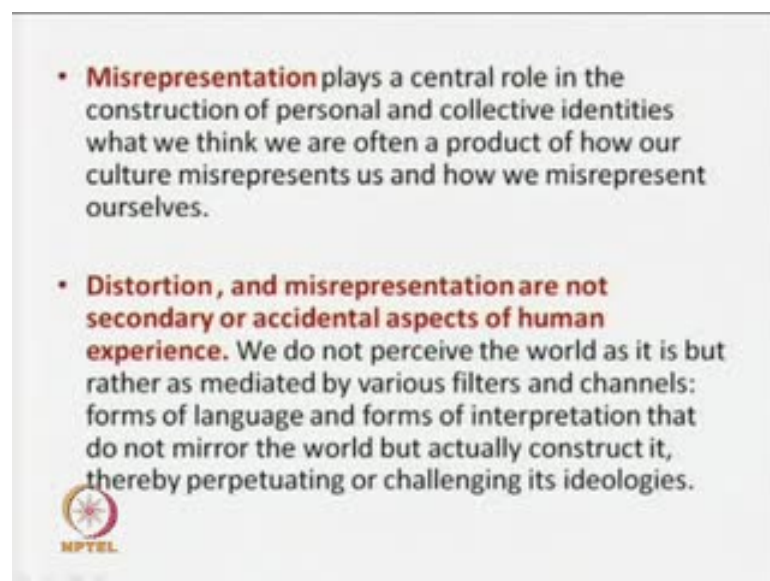 • Misrepresentation plays a central role in the
construction of personal and collective identities
what we think we are often a product of how our
culture misrepresents us and how we misrepresent
ourselves.
• Distortion, and misrepresentation are not
secondary or accidental aspects of human
experience. We do not perceive the world as it is but
rather as mediated by various filters and channels:
forms of language and forms of interpretation that
do not mirror the world but actually construct it,
thereby perpetuating or challenging its ideologies.
NPTEL